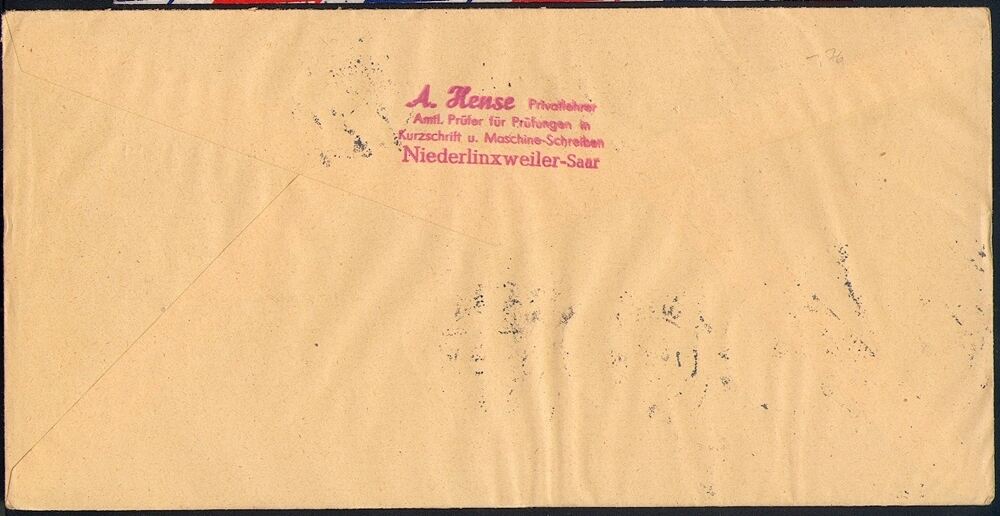 A. Hense Privatlehrer
Amtl. Prüfer für Prüfungen in
Kurzschrift u. Maschine-Schreiben
Niederlinxweiler-Saar